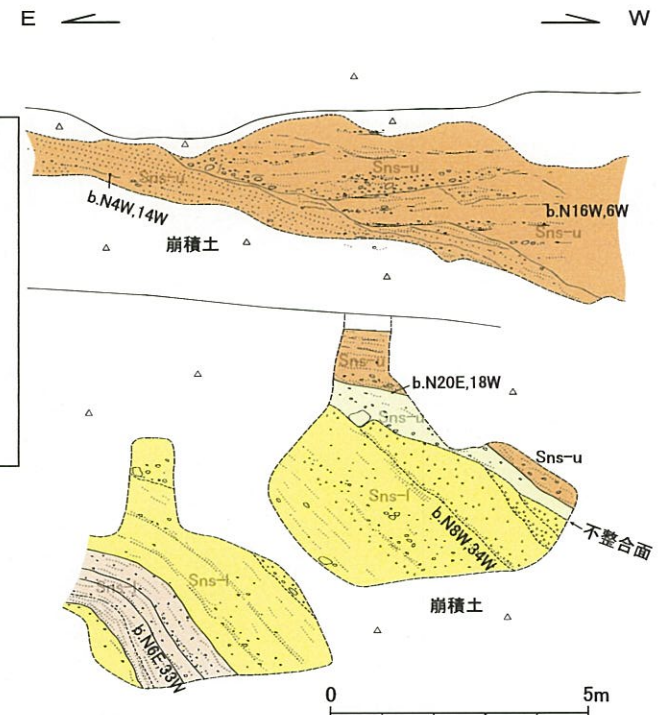 E W
Sns-u
Sns-u
b.N4W,14W
b.N16W,6W
Sns-u
崩積土
Sns-u
b.N20E,18W
Sns-u
Sns-u
Sns-l
b.N8W,34W
不整合面
Sns-l
b.N6E,33W
崩積土
0 5m